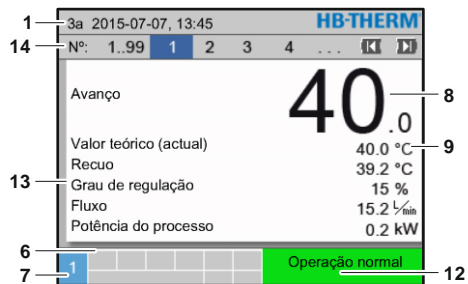 1 3a 2015-07-07, 13:45 HB-THERM
14 Nº: 1..99 1 2 3 4 ...
Avanço 40.0 8
Valor teórico (actual) 40.0 °C 9
Recuo 39.2 °C
13 Grau de regulação 15 %
Fluxo 15.2 L/min
Potência do processo 0.2 kW
6
7 1 Operação normal 12